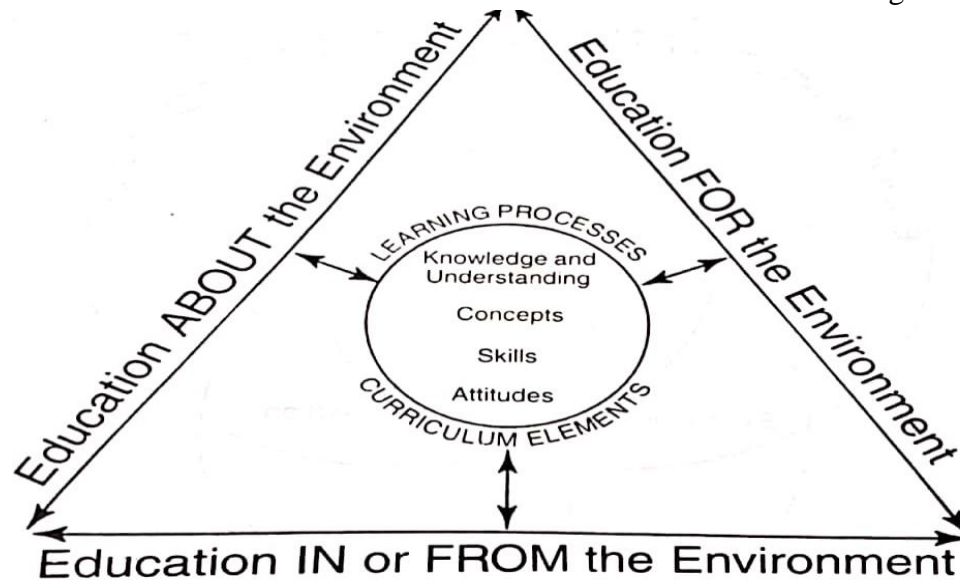 Education ABOUT the Environment
Education FOR the Environment
LEARNING PROCESSES
Knowledge and
Understanding
Concepts
Skills
Attitudes
CURRICULUM ELEMENTS
Education IN or FROM the Environment